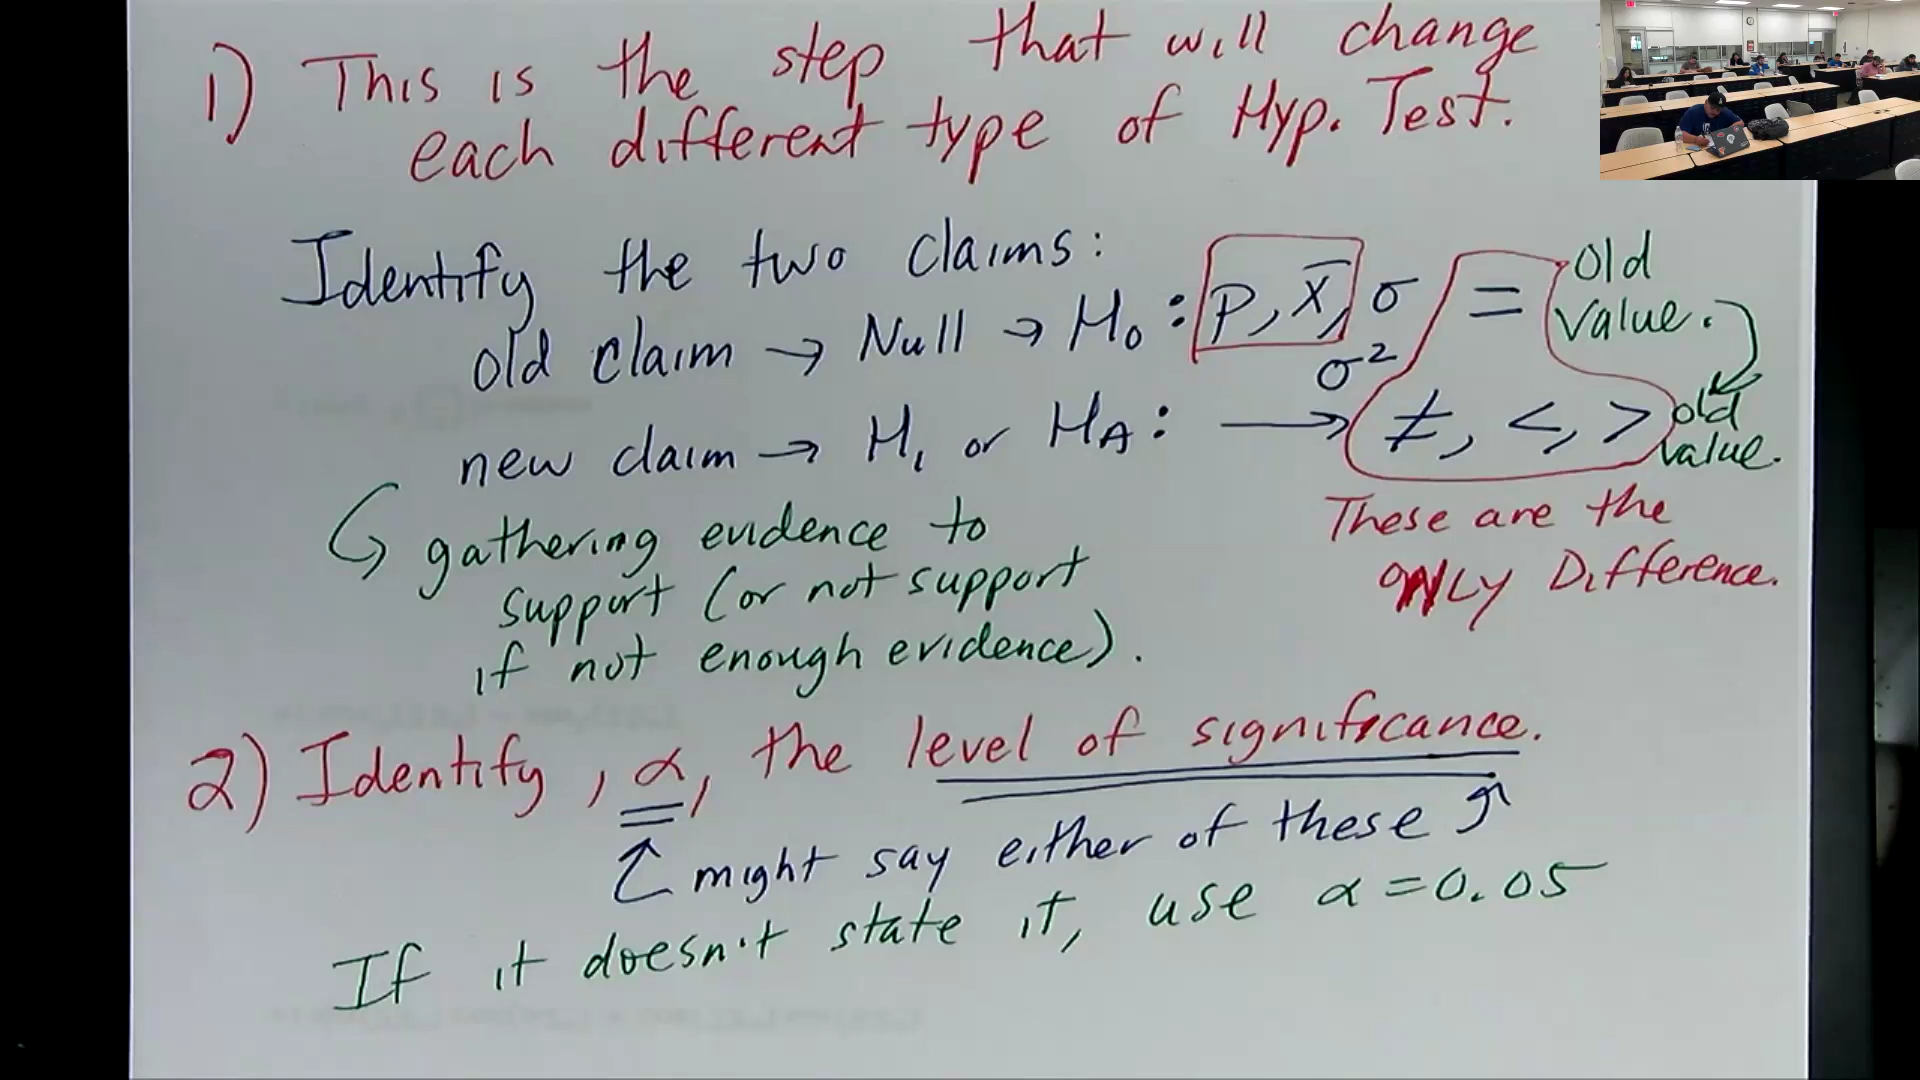 1) This is the step that will change
each different type of Hyp. Test.
Identify the two claims:
old claim → Null → H₀ : p, x̄, σ = old value.
σ²
new claim → H₁ or H_A : → ≠, <, > old value.
These are the
ONLY Difference.
↳ gathering evidence to
support (or not support
if not enough evidence).
2) Identify, α, the level of significance.
↑ might say either of these ↑
If it doesn't state it, use α = 0.05